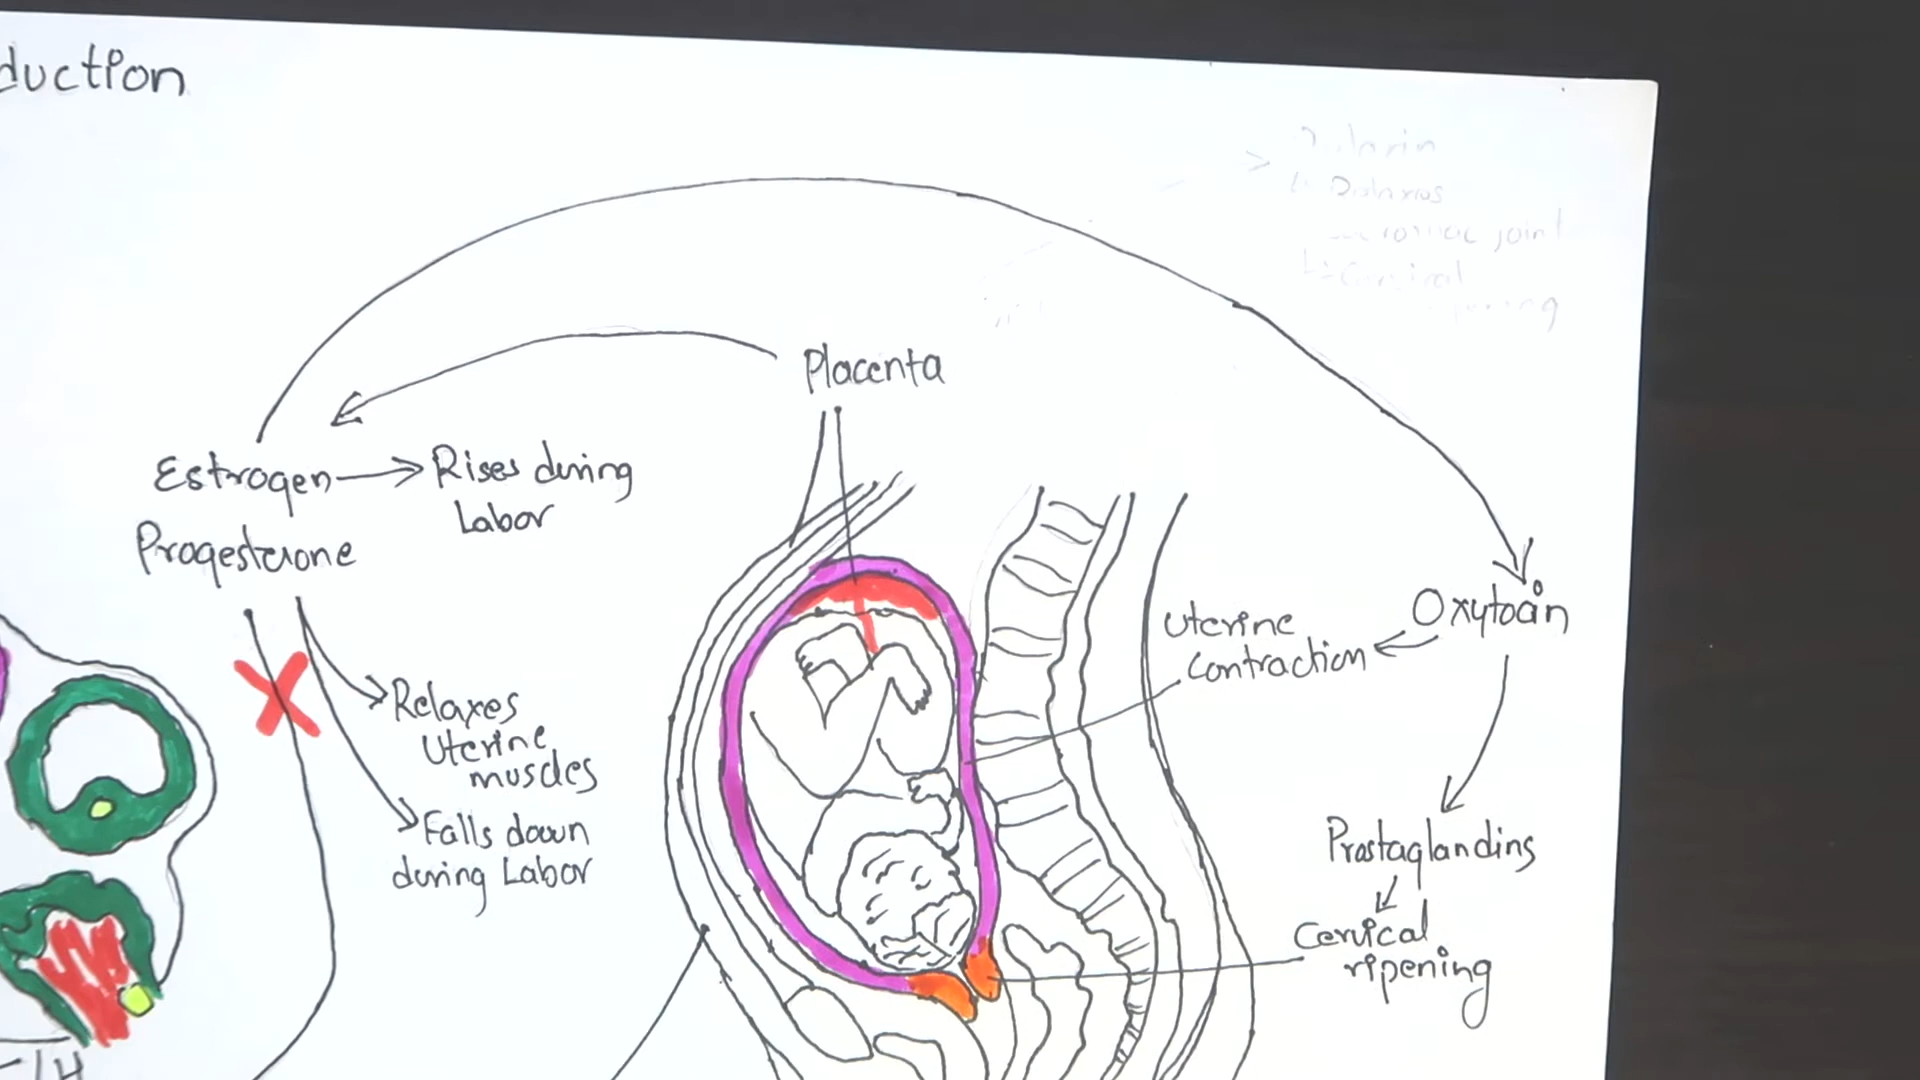 duction
Placenta
Estrogen → Rises during
Labor
Progesterone
Relaxes
Uterine
muscles
Falls down
during Labor
Uterine
contraction
Oxytocin
Prostaglandins
Cervical
ripening
joint